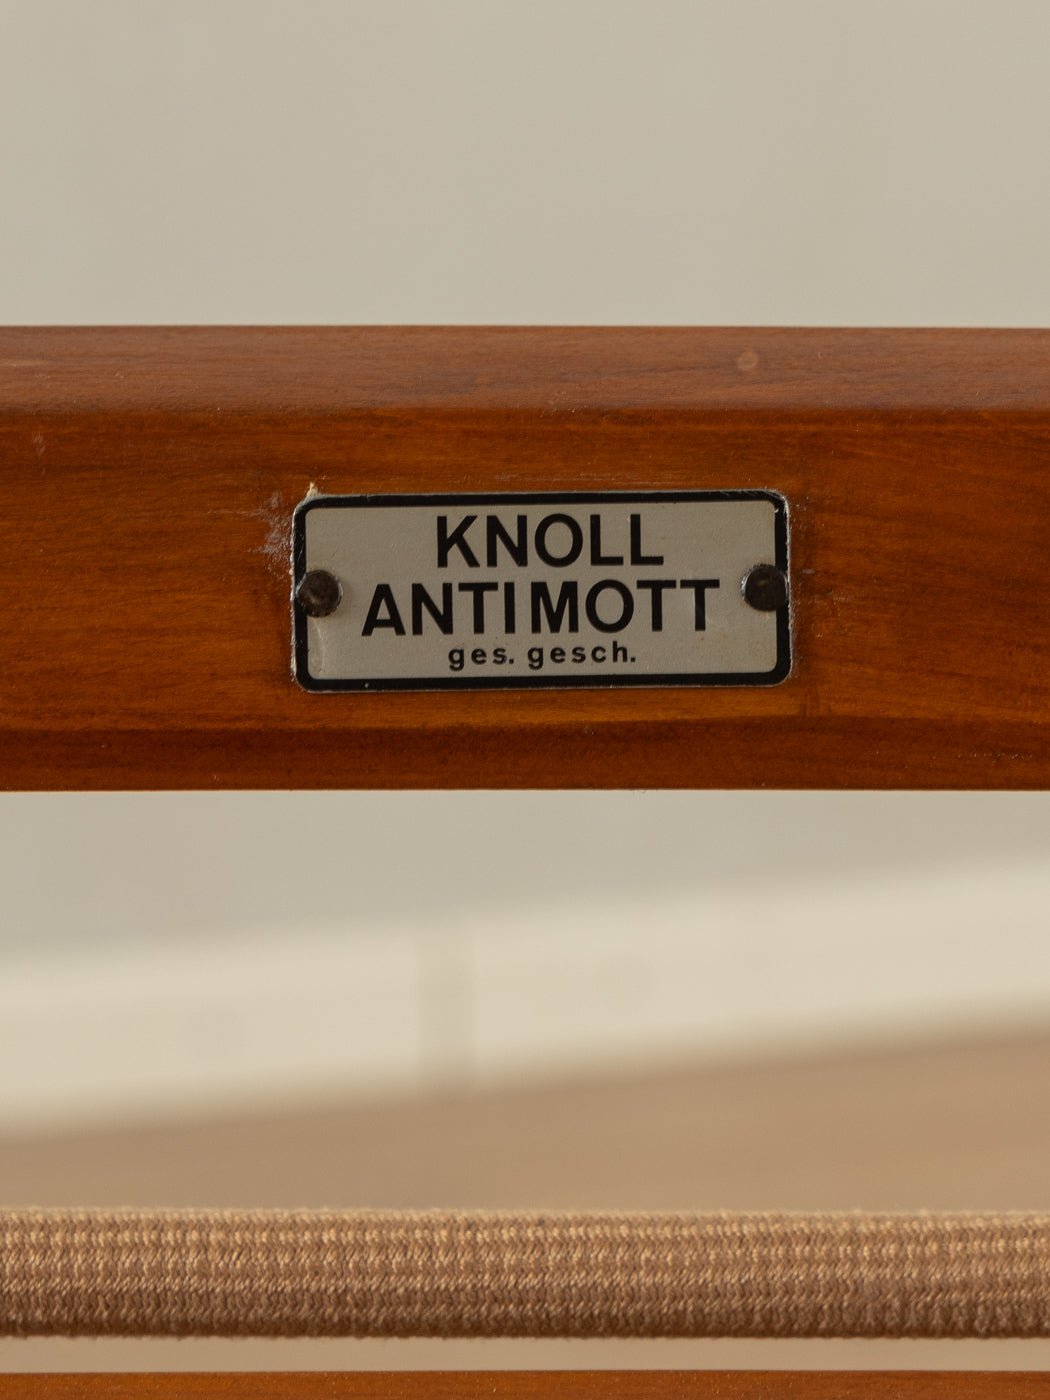 KNOLL
ANTIMOTT
ges. gesch.